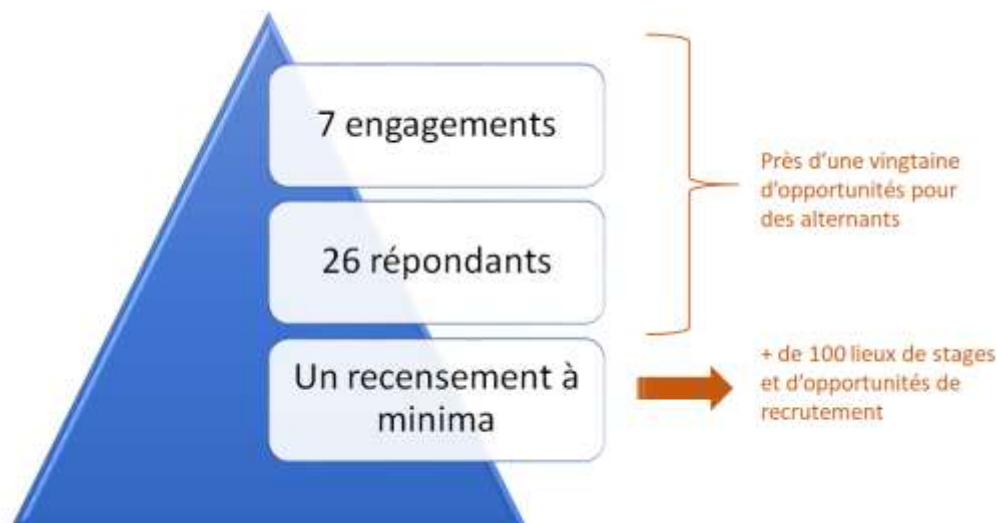 7 engagements
26 répondants
Un recensement à
minima
Près d'une vingtaine
d'opportunités pour
des alternants
+ de 100 lieux de stages
et d'opportunités de
recrutement